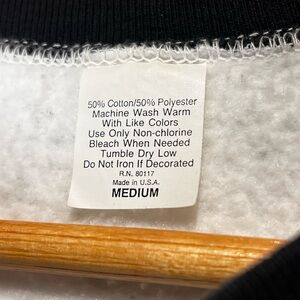 50% Cotton/50% Polyester
Machine Wash Warm
With Like Colors
Use Only Non-chlorine
Bleach When Needed
Tumble Dry Low
Do Not Iron If Decorated
R.N. 80117
Made in U.S.A.
MEDIUM